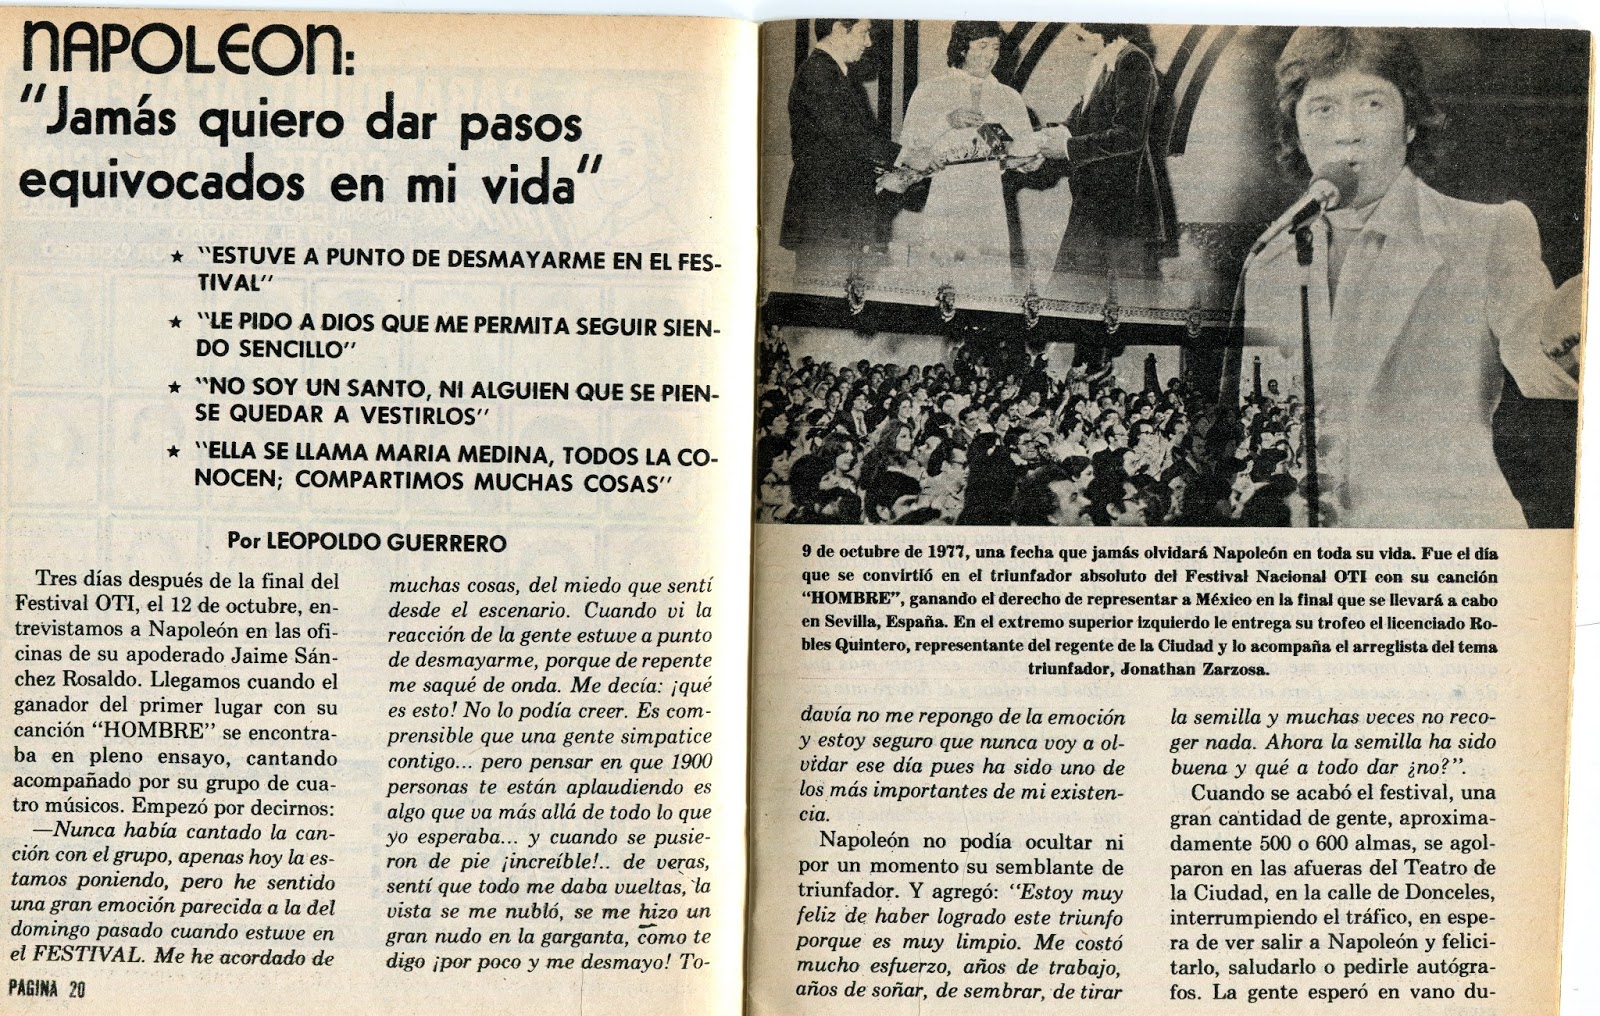 NAPOLEON:
"Jamás quiero dar pasos
equivocados en mi vida"
★ "ESTUVE A PUNTO DE DESMAYARME EN EL FES-
TIVAL"
★ "LE PIDO A DIOS QUE ME PERMITA SEGUIR SIEN-
DO SENCILLO"
★ "NO SOY UN SANTO, NI ALGUIEN QUE SE PIEN-
SE QUEDAR A VESTIRLOS"
★ "ELLA SE LLAMA MARIA MEDINA, TODOS LA CO-
NOCEN; COMPARTIMOS MUCHAS COSAS"
Por LEOPOLDO GUERRERO
Tres días después de la final del
Festival OTI, el 12 de octubre, en-
trevistamos a Napoleón en las ofi-
cinas de su apoderado Jaime Sán-
chez Rosaldo. Llegamos cuando el
ganador del primer lugar con su
canción "HOMBRE" se encontra-
ba en pleno ensayo, cantando
acompañado por su grupo de cua-
tro músicos. Empezó por decirnos:
—Nunca había cantado la can-
ción con el grupo, apenas hoy la es-
tamos poniendo, pero he sentido
una gran emoción parecida a la del
domingo pasado cuando estuve en
el FESTIVAL. Me he acordado de
muchas cosas, del miedo que sentí
desde el escenario. Cuando vi la
reacción de la gente estuve a punto
de desmayarme, porque de repente
me saqué de onda. Me decía: ¡qué
es esto! No lo podía creer. Es com-
prensible que una gente simpatice
contigo... pero pensar en que 1900
personas te están aplaudiendo es
algo que va más allá de todo lo que
yo esperaba... y cuando se pusie-
ron de pie ¡increíble!.. de veras,
sentí que todo me daba vueltas, la
vista se me nubló, se me hizo un
gran nudo en la garganta, como te
digo ¡por poco y me desmayo! To-
PAGINA 20
9 de octubre de 1977, una fecha que jamás olvidará Napoleón en toda su vida. Fue el día
que se convirtió en el triunfador absoluto del Festival Nacional OTI con su canción
"HOMBRE", ganando el derecho de representar a México en la final que se llevará a cabo
en Sevilla, España. En el extremo superior izquierdo le entrega su trofeo el licenciado Ro-
bles Quintero, representante del regente de la Ciudad y lo acompaña el arreglista del tema
triunfador, Jonathan Zarzosa.
davía no me repongo de la emoción
y estoy seguro que nunca voy a ol-
vidar ese día pues ha sido uno de
los más importantes de mi existen-
cia.
Napoleón no podía ocultar ni
por un momento su semblante de
triunfador. Y agregó: "Estoy muy
feliz de haber logrado este triunfo
porque es muy limpio. Me costó
mucho esfuerzo, años de trabajo,
años de soñar, de sembrar, de tirar
la semilla y muchas veces no reco-
ger nada. Ahora la semilla ha sido
buena y qué a todo dar ¿no?".
Cuando se acabó el festival, una
gran cantidad de gente, aproxima-
damente 500 o 600 almas, se agol-
paron en las afueras del Teatro de
la Ciudad, en la calle de Donceles,
interrumpiendo el tráfico, en espe-
ra de ver salir a Napoleón y felici-
tarlo, saludarlo o pedirle autógra-
fos. La gente esperó en vano du-